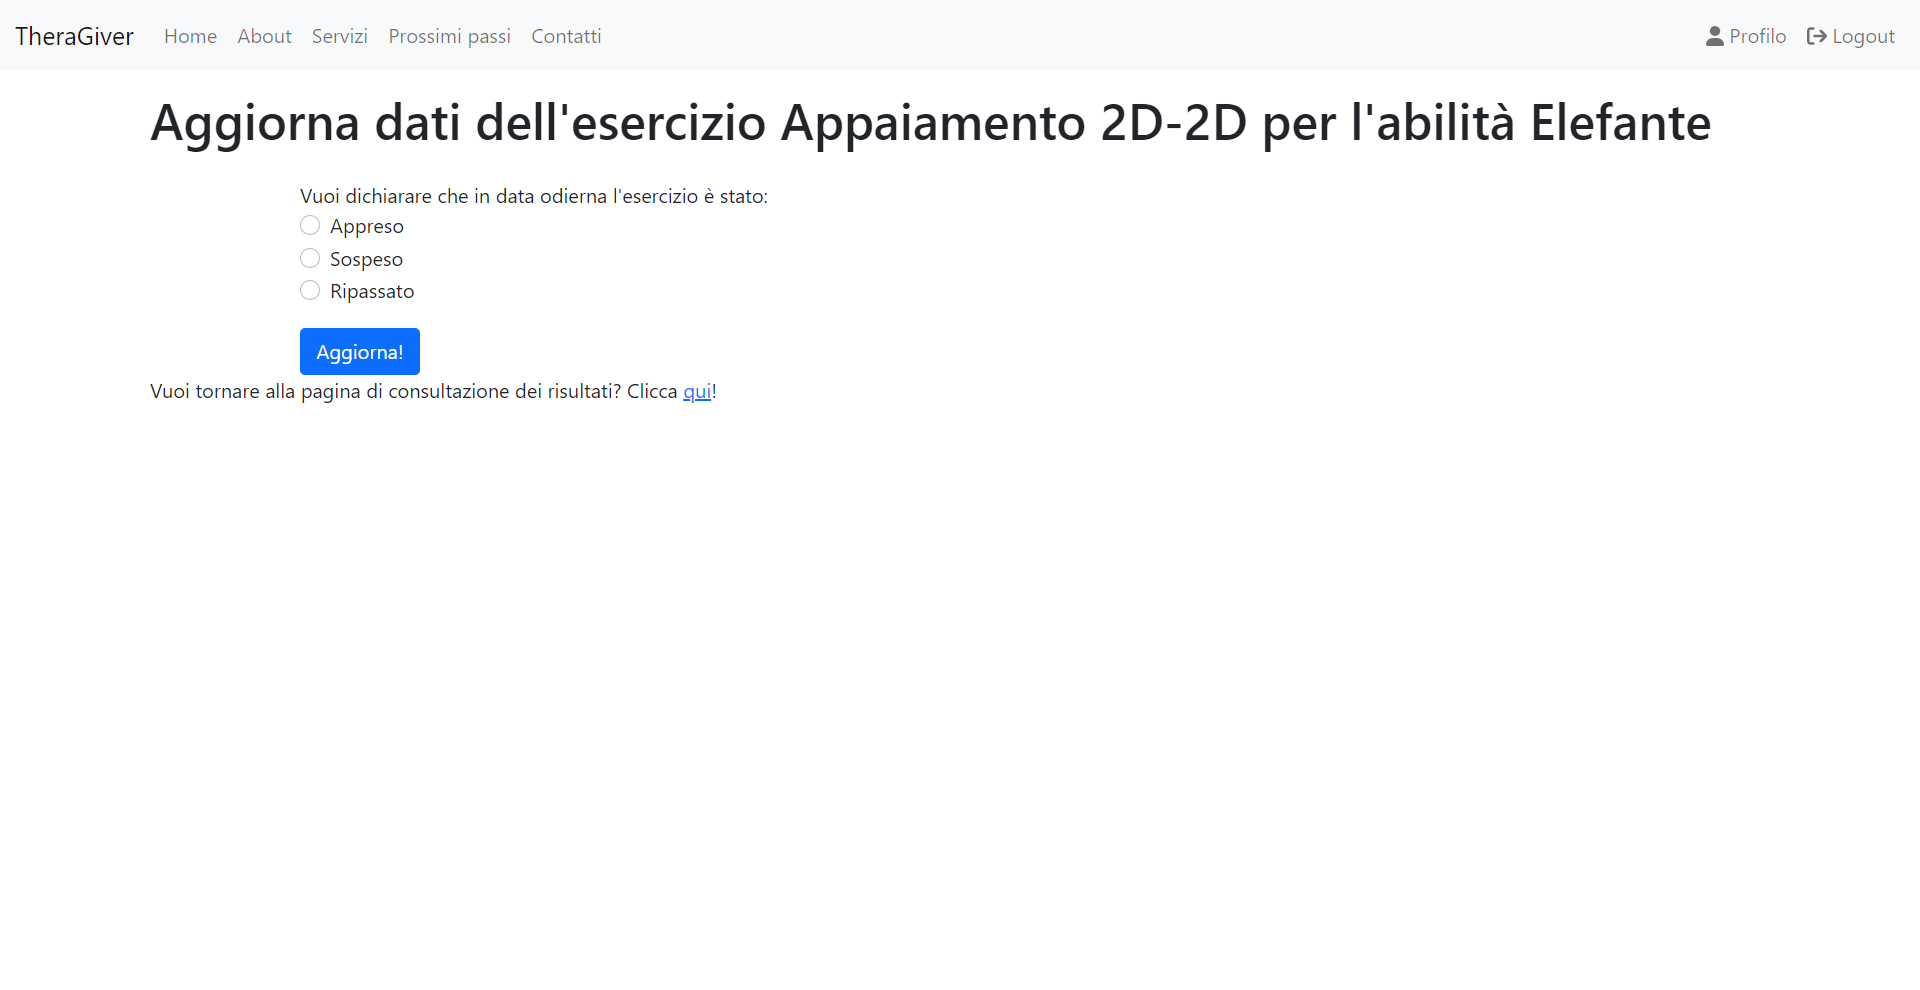 TheraGiver Home About Servizi Prossimi passi Contatti Profilo Logout
Aggiorna dati dell'esercizio Appaiamento 2D-2D per l'abilità Elefante
Vuoi dichiarare che in data odierna l'esercizio è stato:
Appreso
Sospeso
Ripassato
Aggiorna!
Vuoi tornare alla pagina di consultazione dei risultati? Clicca qui!